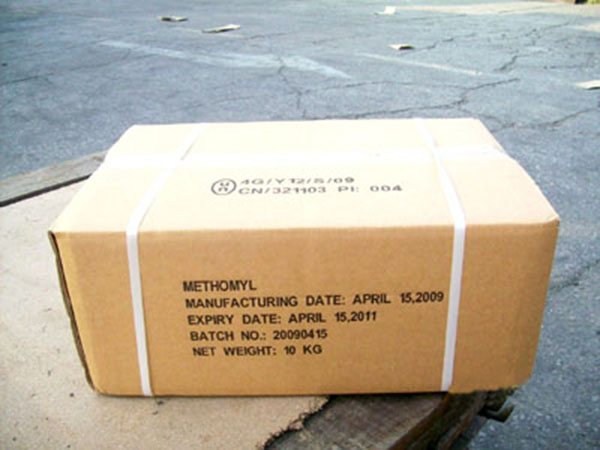 4G/Y12/S/09
CN/321103 PI: 004
METHOMYL
MANUFACTURING DATE: APRIL 15,2009
EXPIRY DATE: APRIL 15,2011
BATCH NO.: 20090415
NET WEIGHT: 10 KG